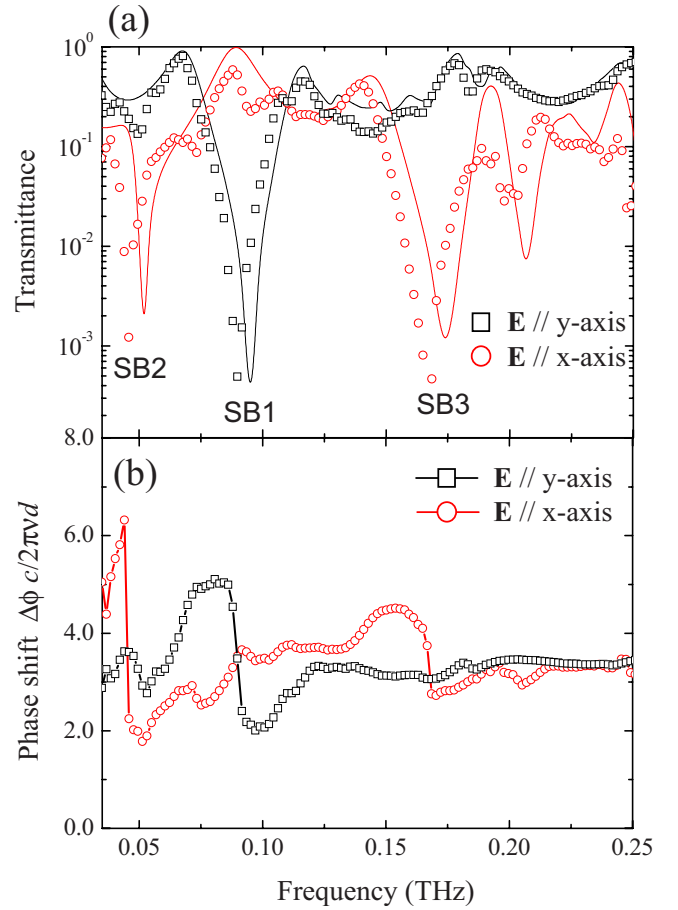 (a)
10⁰
10⁻¹
10⁻²
10⁻³
Transmittance
E // y-axis
E // x-axis
SB2
SB1
SB3
8.0
(b)
E // y-axis
E // x-axis
6.0
4.0
2.0
0.0
Phase shift Δϕ c/2πνd
0.05 0.10 0.15 0.20 0.25
Frequency (THz)